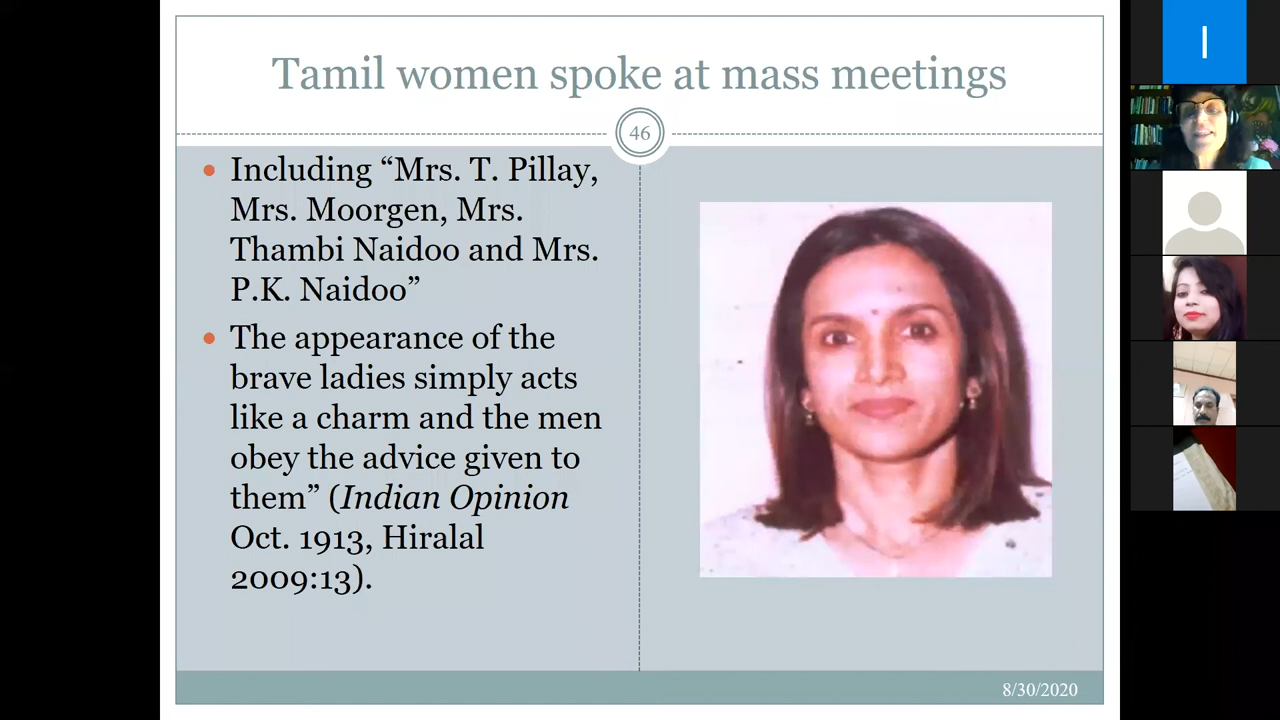 Tamil women spoke at mass meetings
46
• Including “Mrs. T. Pillay,
Mrs. Moorgen, Mrs.
Thambi Naidoo and Mrs.
P.K. Naidoo”
• The appearance of the
brave ladies simply acts
like a charm and the men
obey the advice given to
them” (Indian Opinion
Oct. 1913, Hiralal
2009:13).
8/30/2020
I